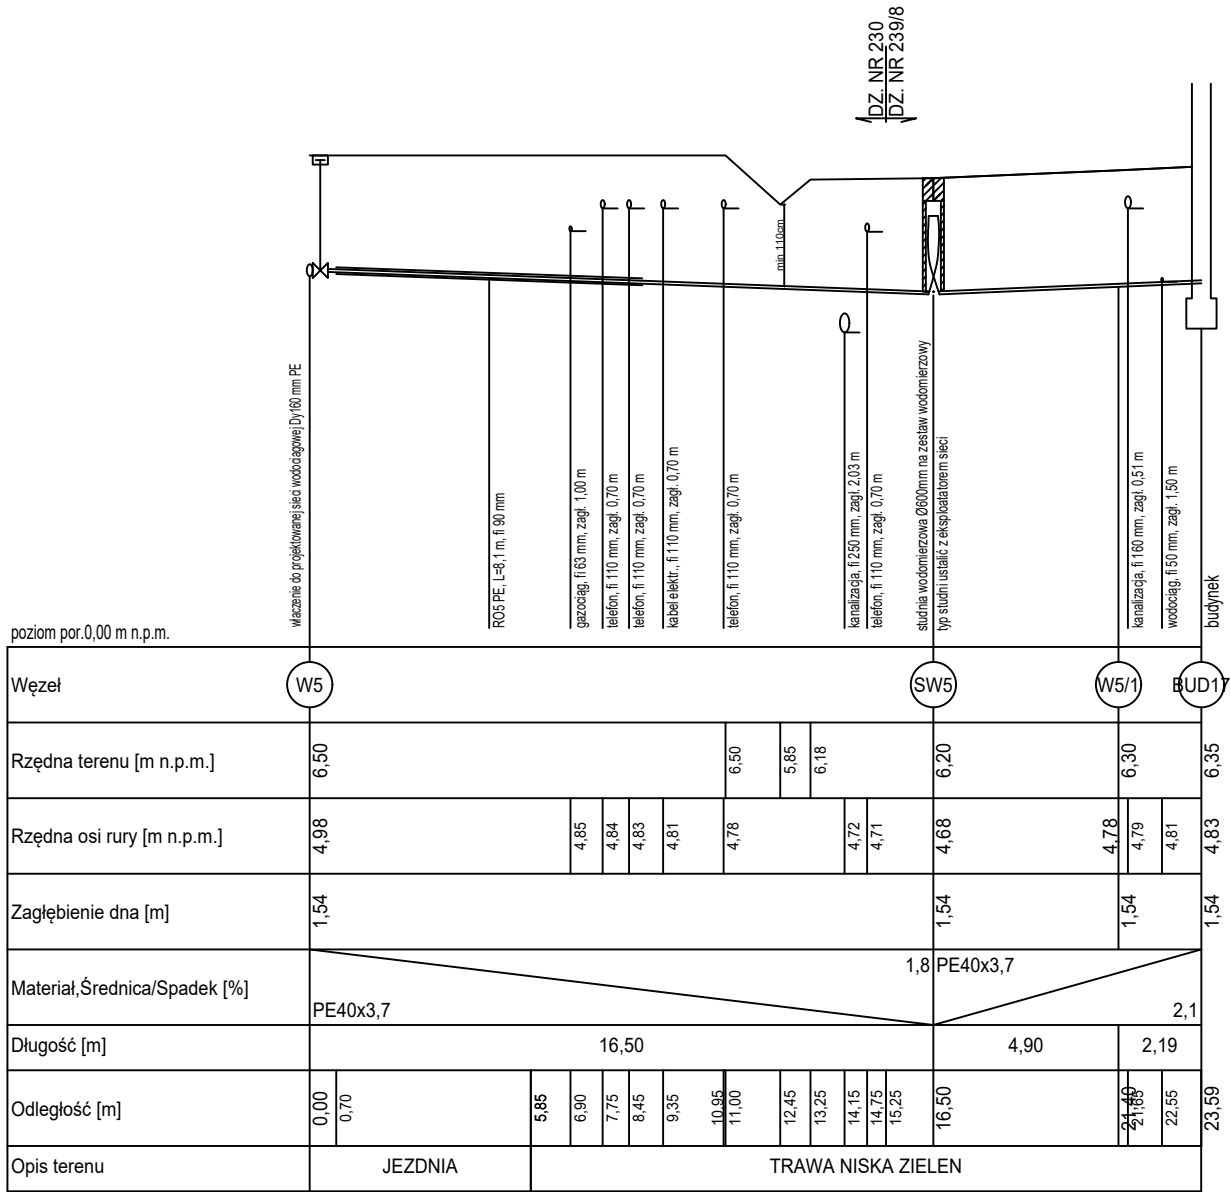 DZ. NR 230
DZ. NR 239/8
min 110cm
właczenie do projektowanej sieci wodociagowej Dy160 mm PE
RO5 PE, L=8,1 m, fi 90 mm
gazociąg, fi 63 mm, zagł. 1,00 m
telefon, fi 110 mm, zagł. 0,70 m
telefon, fi 110 mm, zagł. 0,70 m
kabel elektr., fi 110 mm, zagł. 0,70 m
telefon, fi 110 mm, zagł. 0,70 m
kanalizacja, fi 250 mm, zagł. 2,03 m
telefon, fi 110 mm, zagł. 0,70 m
studnia wodomierzowa Ø600mm na zestaw wodomierzowy
typ studni ustalić z eksploatatorem sieci
kanalizacja, fi 160 mm, zagł. 0,51 m
wodociąg, fi 50 mm, zagł. 1,50 m
budynek
poziom por.0,00 m n.p.m.
Węzeł W5 SW5 W5/1 BUD17
Rzędna terenu [m n.p.m.] 6,50 6,50 5,85 6,18 6,20 6,30 6,35
Rzędna osi rury [m n.p.m.] 4,98 4,85 4,84 4,83 4,81 4,78 4,72 4,71 4,68 4,78 4,79 4,81 4,83
Zagłębienie dna [m] 1,54 1,54 1,54 1,54
Materiał,Średnica/Spadek [%] PE40x3,7 1,8 PE40x3,7 2,1
Długość [m] 16,50 4,90 2,19
Odległość [m] 0,00 0,70 5,85 6,90 7,75 8,45 9,35 10,95 11,00 12,45 13,25 14,15 14,75 15,25 16,50 21,40 21,65 22,55 23,59
Opis terenu JEZDNIA TRAWA NISKA ZIELEN